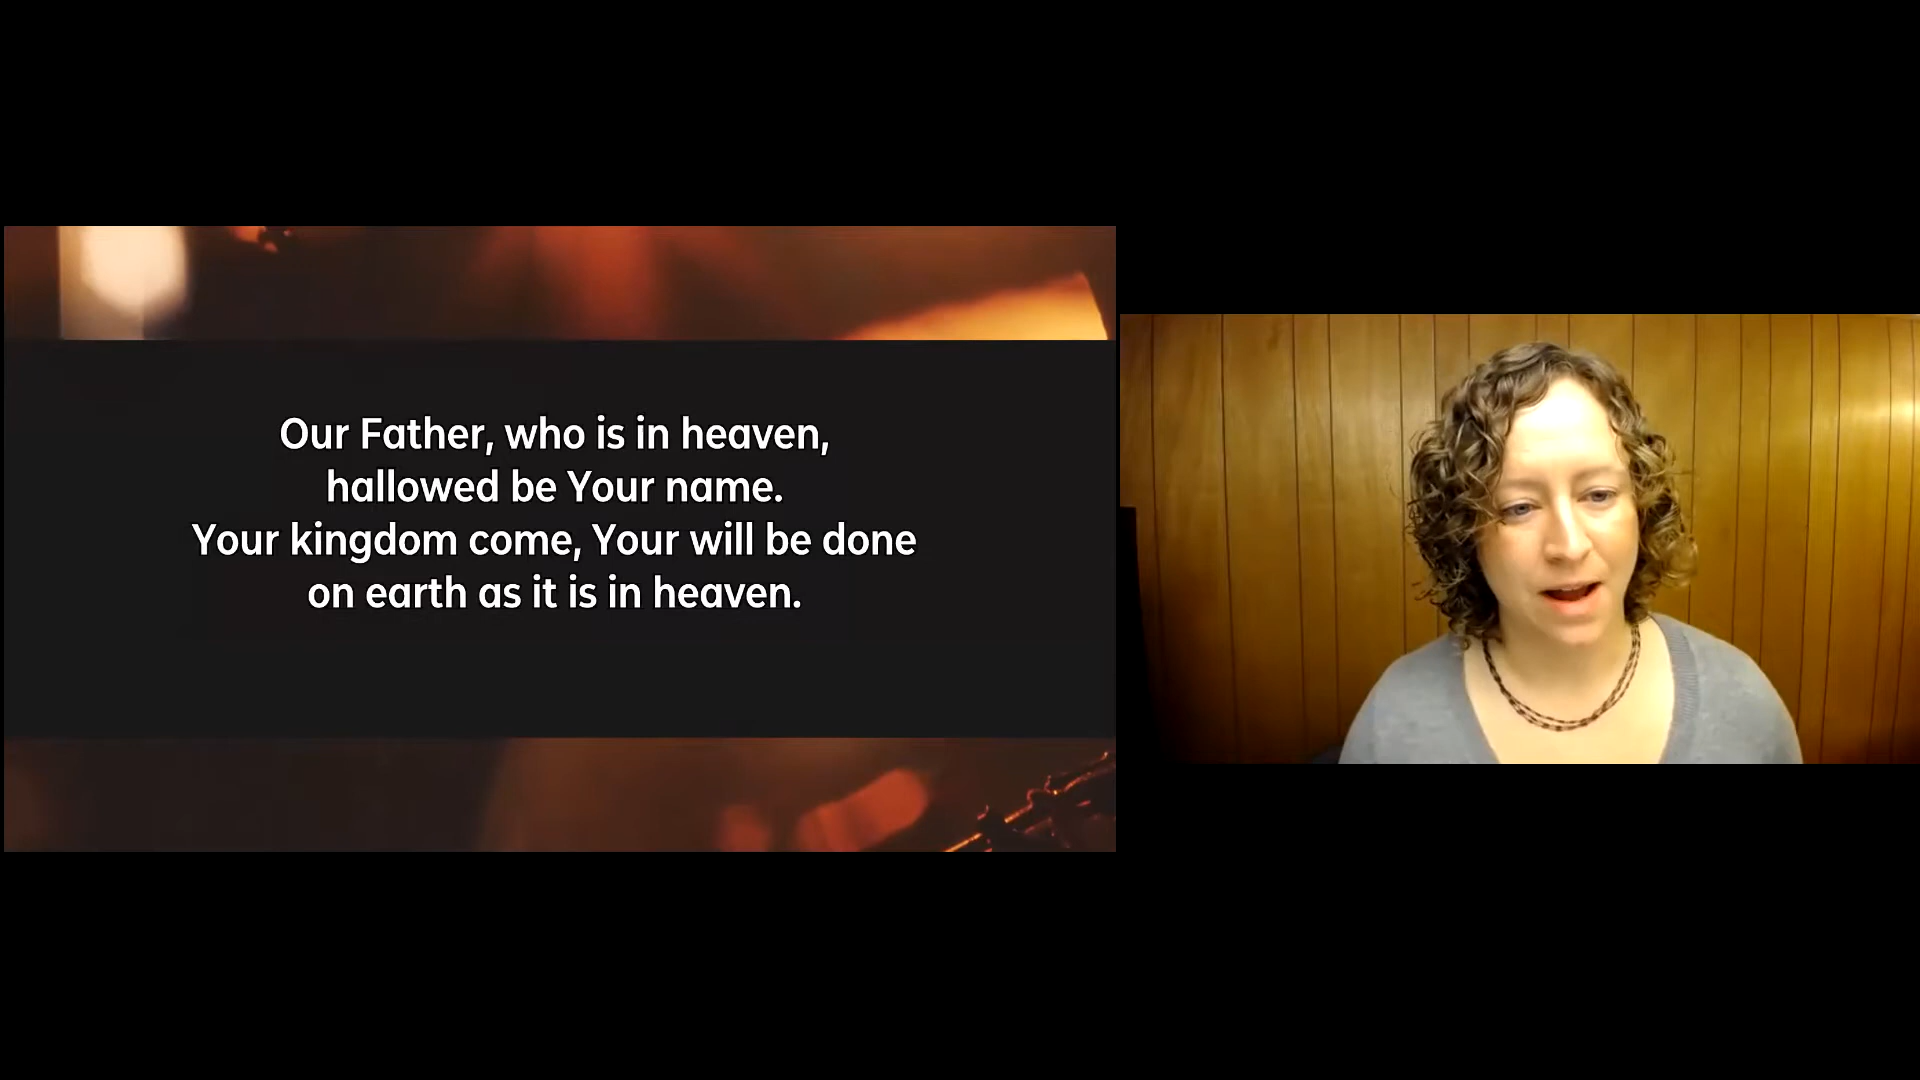 Our Father, who is in heaven,
hallowed be Your name.
Your kingdom come, Your will be done
on earth as it is in heaven.